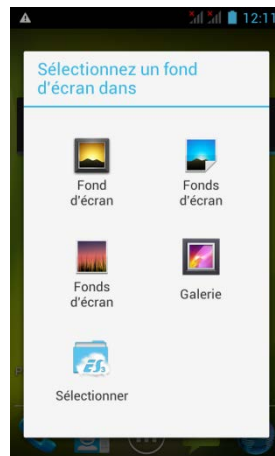 12:11
Sélectionnez un fond
d'écran dans
Fond
d'écran
Fonds
d'écran
Fonds
d'écran
Galerie
Sélectionner